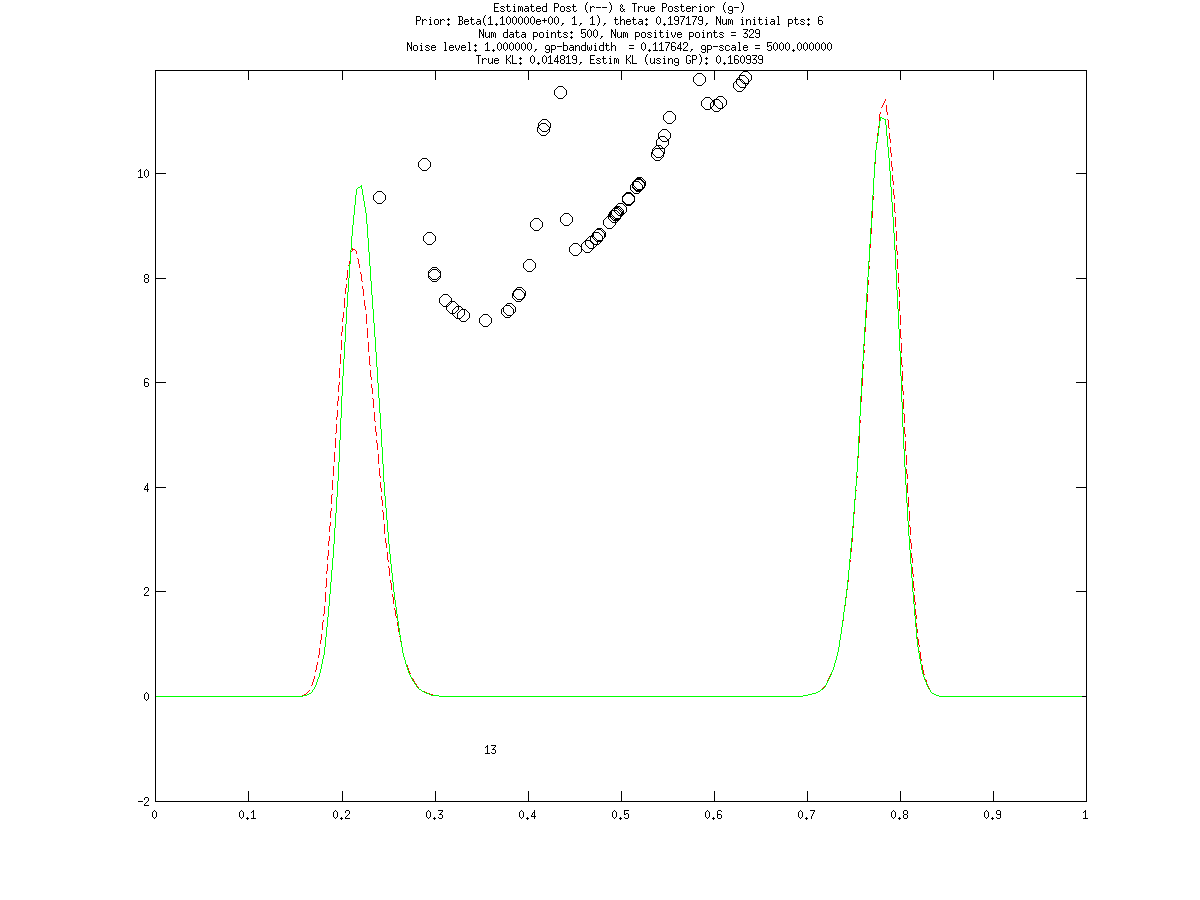 Estimated Post (r--) & True Posterior (g-)
Prior: Beta(1.100000e+00, 1, 1), theta: 0.197179, Num initial pts: 6
Num data points: 500, Num positive points = 329
Noise level: 1.000000, gp-bandwidth  = 0.117642, gp-scale = 5000.000000
True KL: 0.014819, Estim KL (using GP): 0.160939
10
8
6
4
2
0
13
-2
0 0.1 0.2 0.3 0.4 0.5 0.6 0.7 0.8 0.9 1